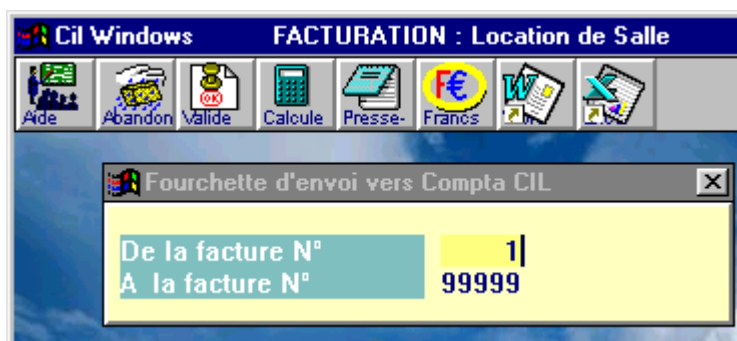 Cil Windows FACTURATION : Location de Salle
Aide Abandon Valide Calcule Presse- Francs
OK F€ W X
Fourchette d'envoi vers Compta CIL
De la facture N° 1
A la facture N° 99999